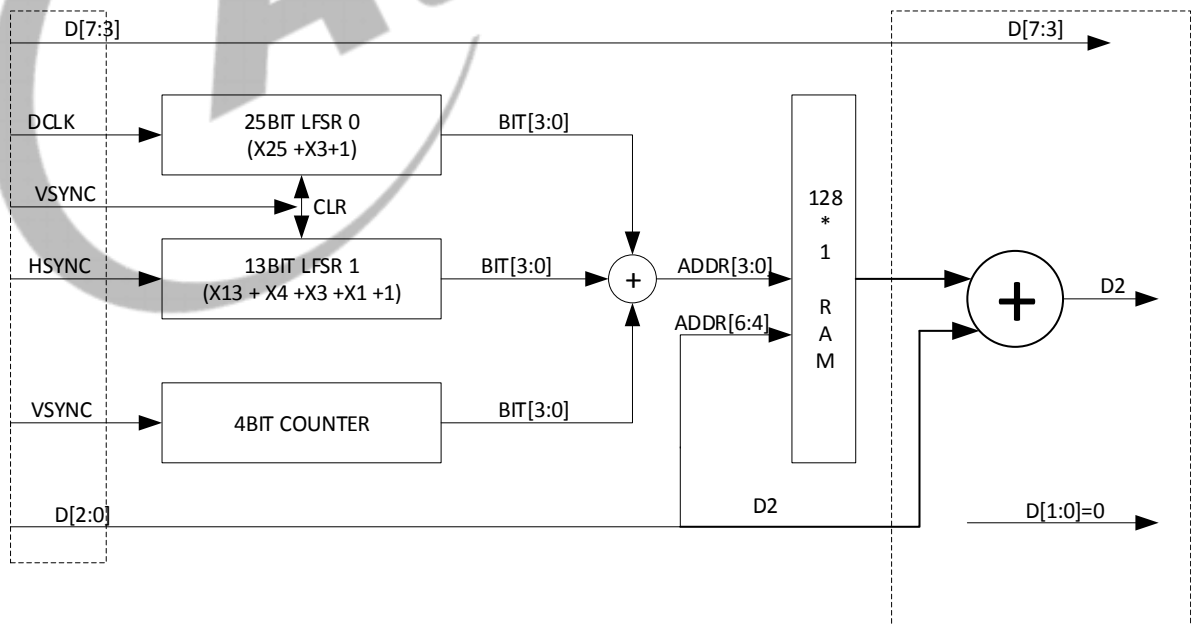 D[7:3]
D[7:3]
DCLK
25BIT LFSR 0
(X25 +X3+1)
BIT[3:0]
VSYNC
CLR
HSYNC
13BIT LFSR 1
(X13 + X4 +X3 +X1 +1)
BIT[3:0]
+
ADDR[3:0]
ADDR[6:4]
128
*
1
R
A
M
+
D2
VSYNC
4BIT COUNTER
BIT[3:0]
D[2:0]
D2
D[1:0]=0